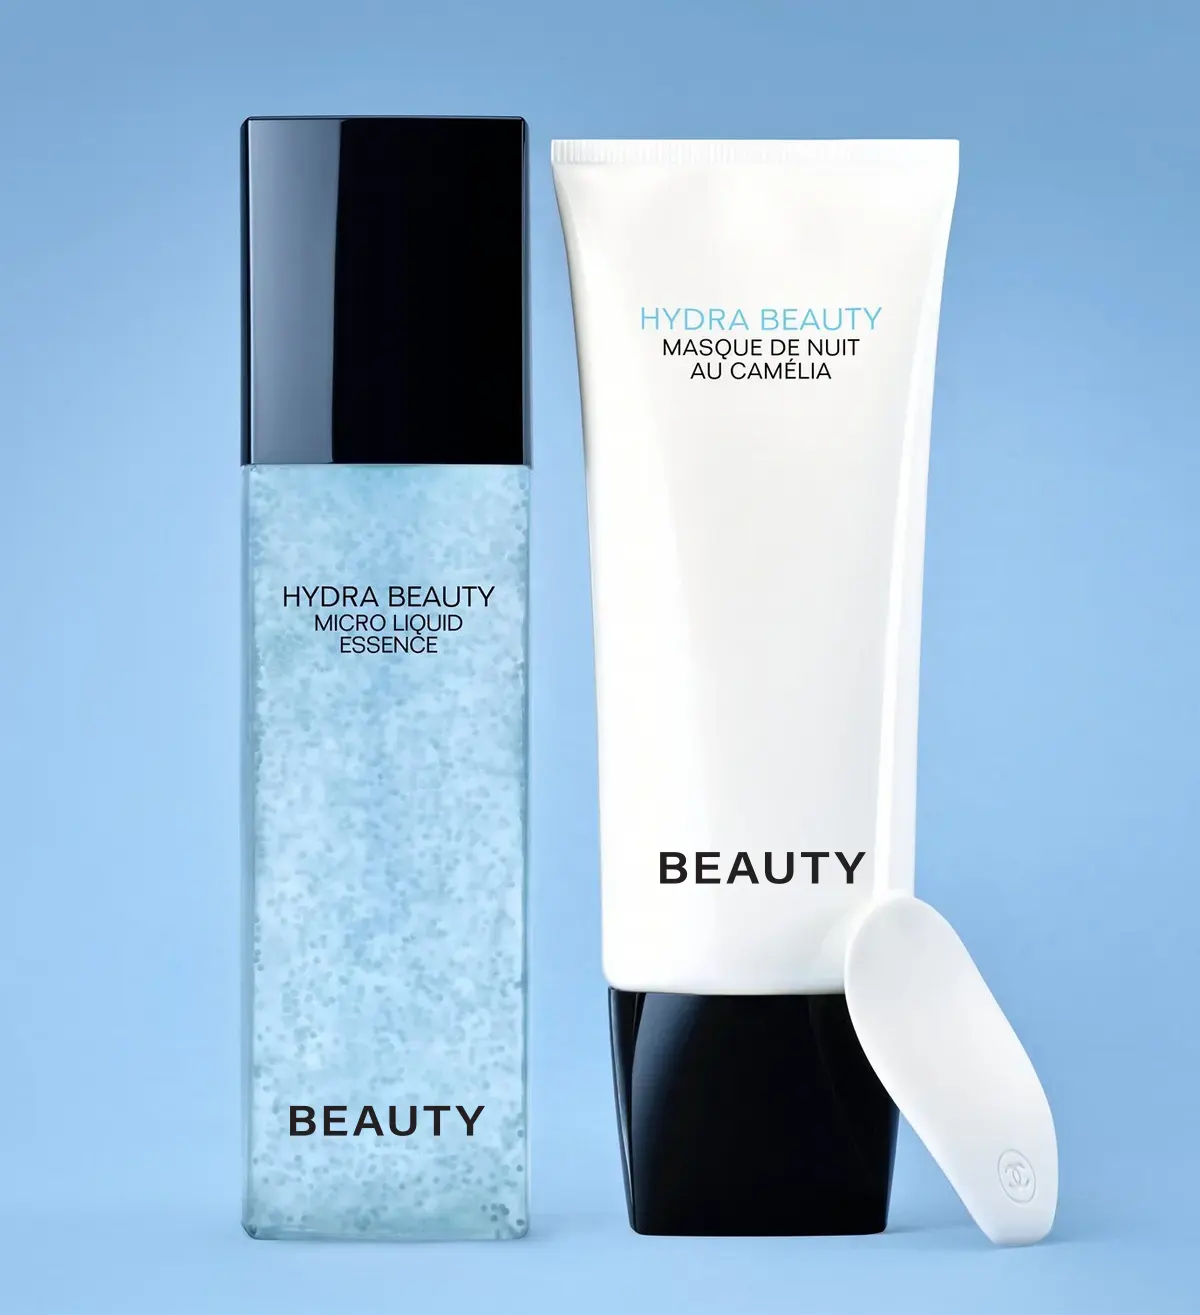 HYDRA BEAUTY
MICRO LIQUID
ESSENCE
BEAUTY
HYDRA BEAUTY
MASQUE DE NUIT
AU CAMÉLIA
BEAUTY